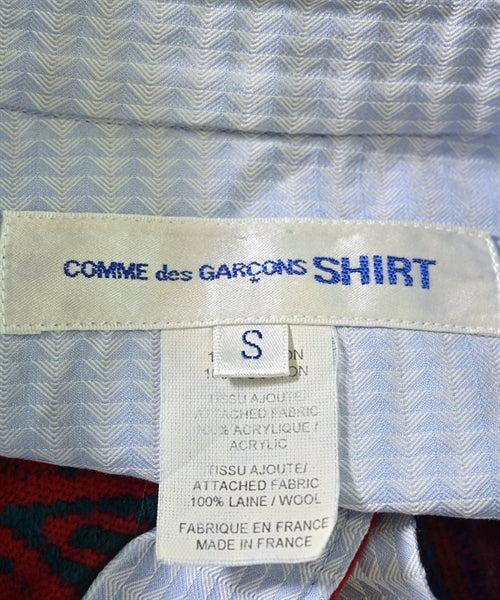 COMME des GARÇONS SHIRT
S
TISSU AJOUTE/
ATTACHED FABRIC
100% ACRYLIQUE /
ACRYLIC
TISSU AJOUTE/
ATTACHED FABRIC
100% LAINE / WOOL
FABRIQUE EN FRANCE
MADE IN FRANCE